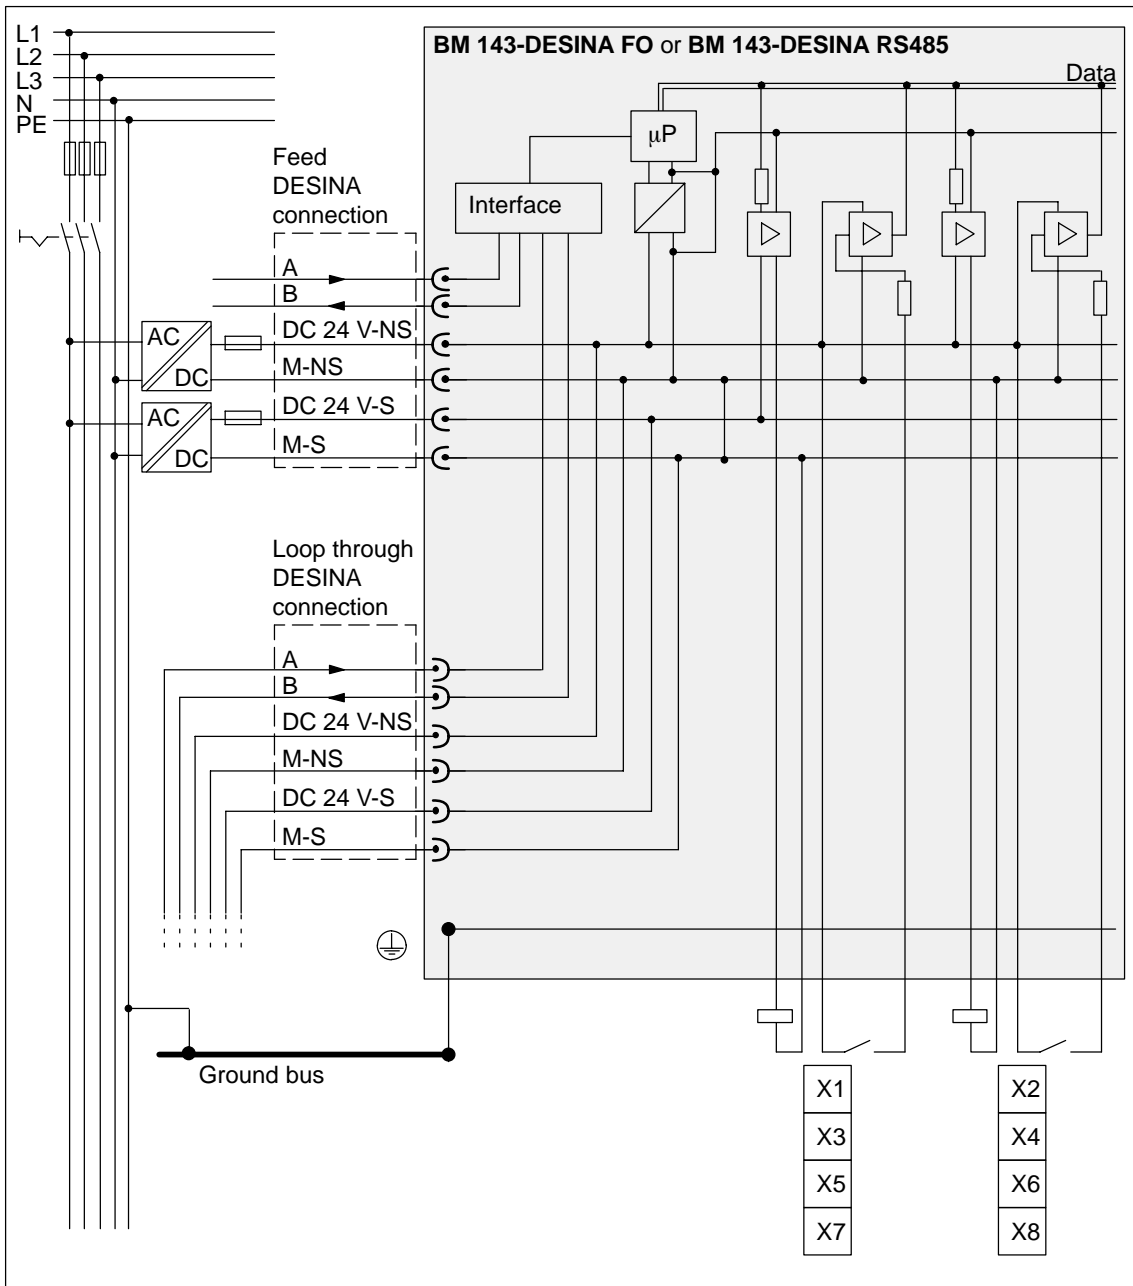 L1
L2
L3
N
PE
BM 143-DESINA FO or BM 143-DESINA RS485
Data
μP
Interface
Feed
DESINA
connection
A
B
DC 24 V-NS
M-NS
DC 24 V-S
M-S
AC
DC
AC
DC
Loop through
DESINA
connection
A
B
DC 24 V-NS
M-NS
DC 24 V-S
M-S
Ground bus
X1
X3
X5
X7
X2
X4
X6
X8